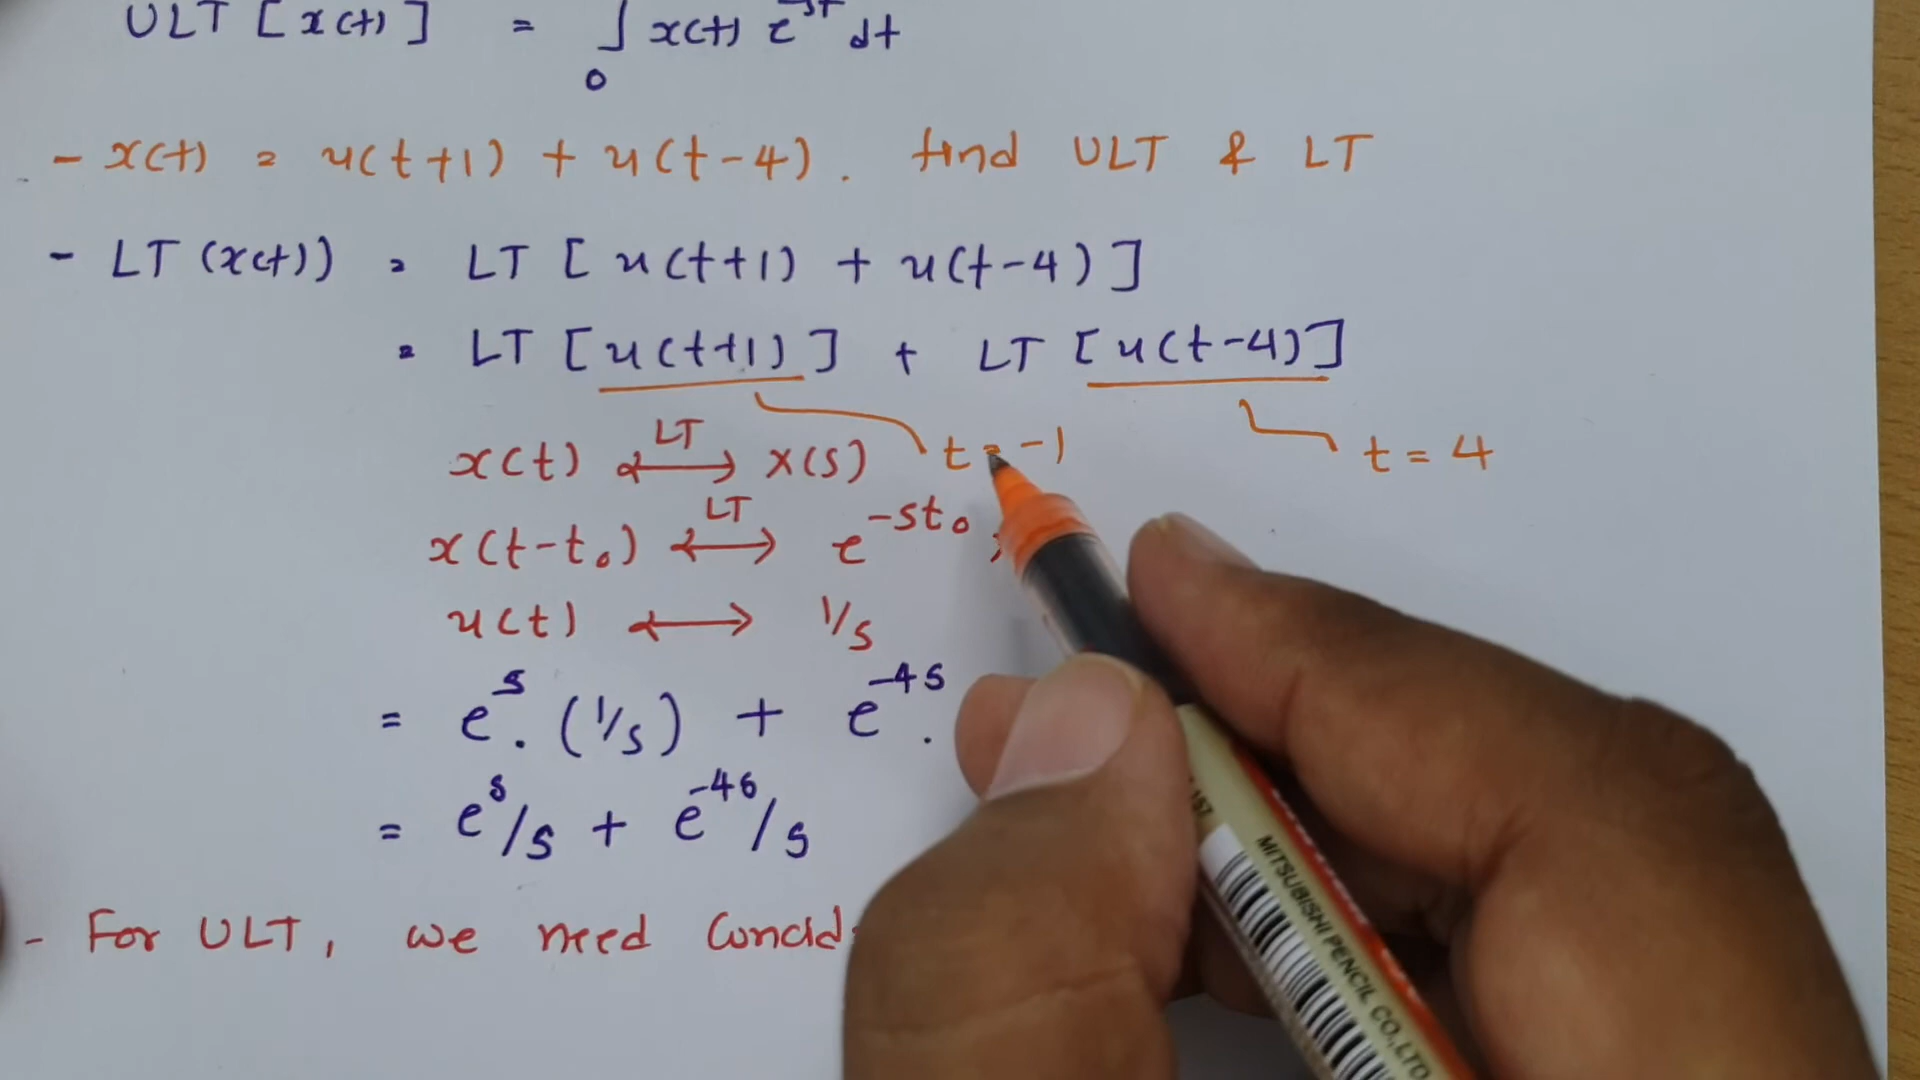 ULT [x(t)] = ∫ x(t) e^-st dt
0
- x(t) = u(t+1) + u(t-4). find ULT & LT
- LT (x(t)) = LT [u(t+1) + u(t-4)]
= LT [u(t+1)] + LT [u(t-4)]
x(t) ←LT→ X(s) t = -1 t = 4
x(t-t₀) ←LT→ e^-st₀
u(t) ←→ 1/s
= e^s . (1/s) + e^-4s .
= e^s/s + e^-4s/s
- For ULT, we need
MITSUBISHI PENCIL CO., LTD